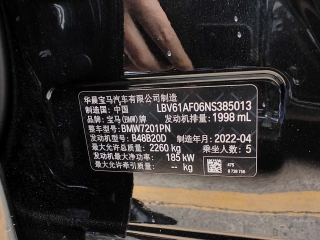 华晨宝马汽车有限公司制造
制造国：中国 LBV61AF06NS385013
品牌：宝马(BMW)牌 发动机排量：1998 mL
整车型号：BMW7201PN
发动机型号：B48B20D 制造年月：2022-04
最大允许总质量：2260 kg 乘坐人数：5
发动机最大净功率：185 kW
最大允许牵引质量：-- kg